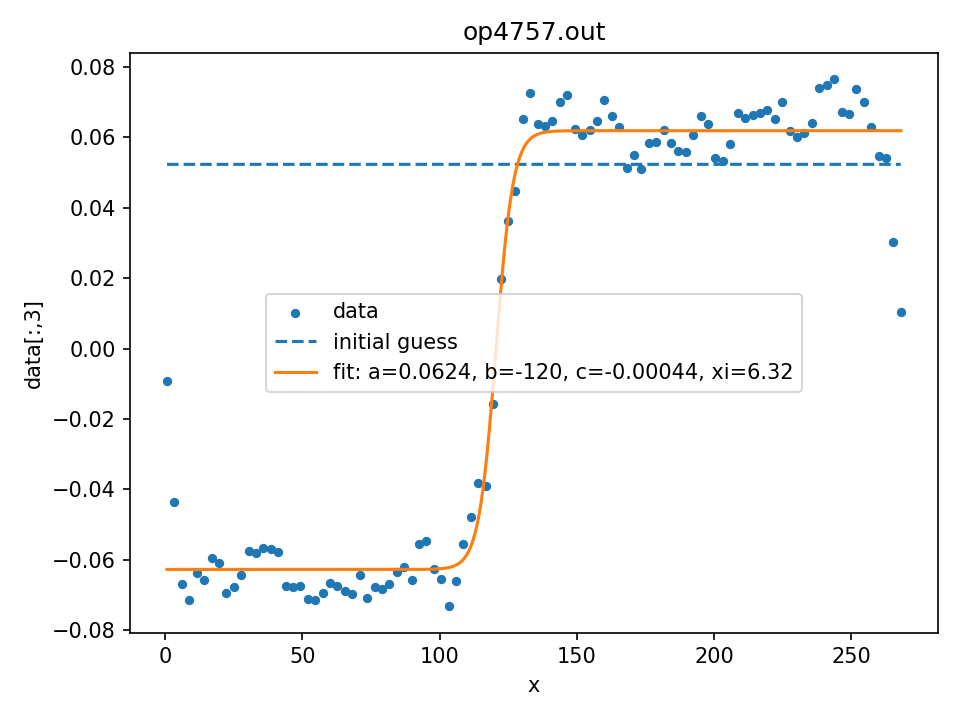 op4757.out
0.08
0.06
0.04
0.02
0.00
−0.02
−0.04
−0.06
−0.08
data[:,3]
data
initial guess
fit: a=0.0624, b=-120, c=-0.00044, xi=6.32
0 50 100 150 200 250
x